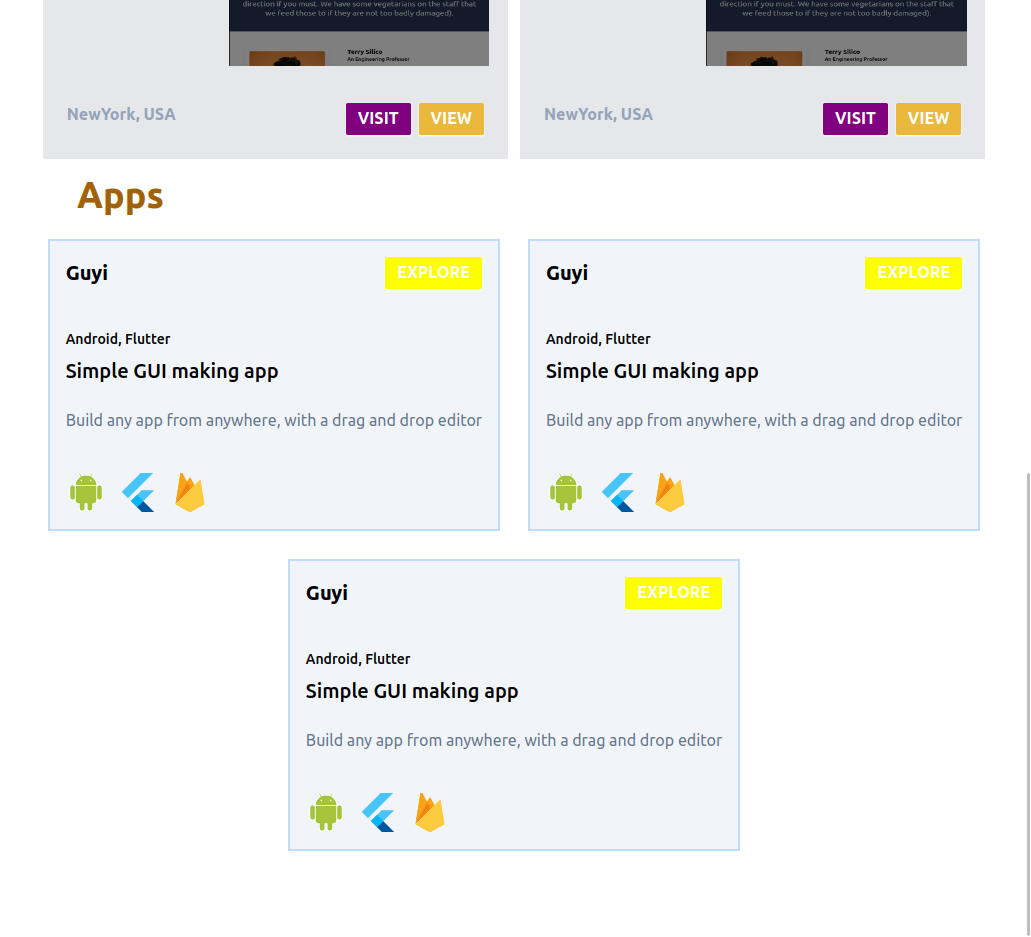 direction if you must. We have some vegetarians on the staff that
we feed those to if they are not too badly damaged).
Terry Silico
An Engineering Professor
NewYork, USA
VISIT
VIEW
direction if you must. We have some vegetarians on the staff that
we feed those to if they are not too badly damaged).
Terry Silico
An Engineering Professor
NewYork, USA
VISIT
VIEW
Apps
Guyi
EXPLORE
Android, Flutter
Simple GUI making app
Build any app from anywhere, with a drag and drop editor
Guyi
EXPLORE
Android, Flutter
Simple GUI making app
Build any app from anywhere, with a drag and drop editor
Guyi
EXPLORE
Android, Flutter
Simple GUI making app
Build any app from anywhere, with a drag and drop editor